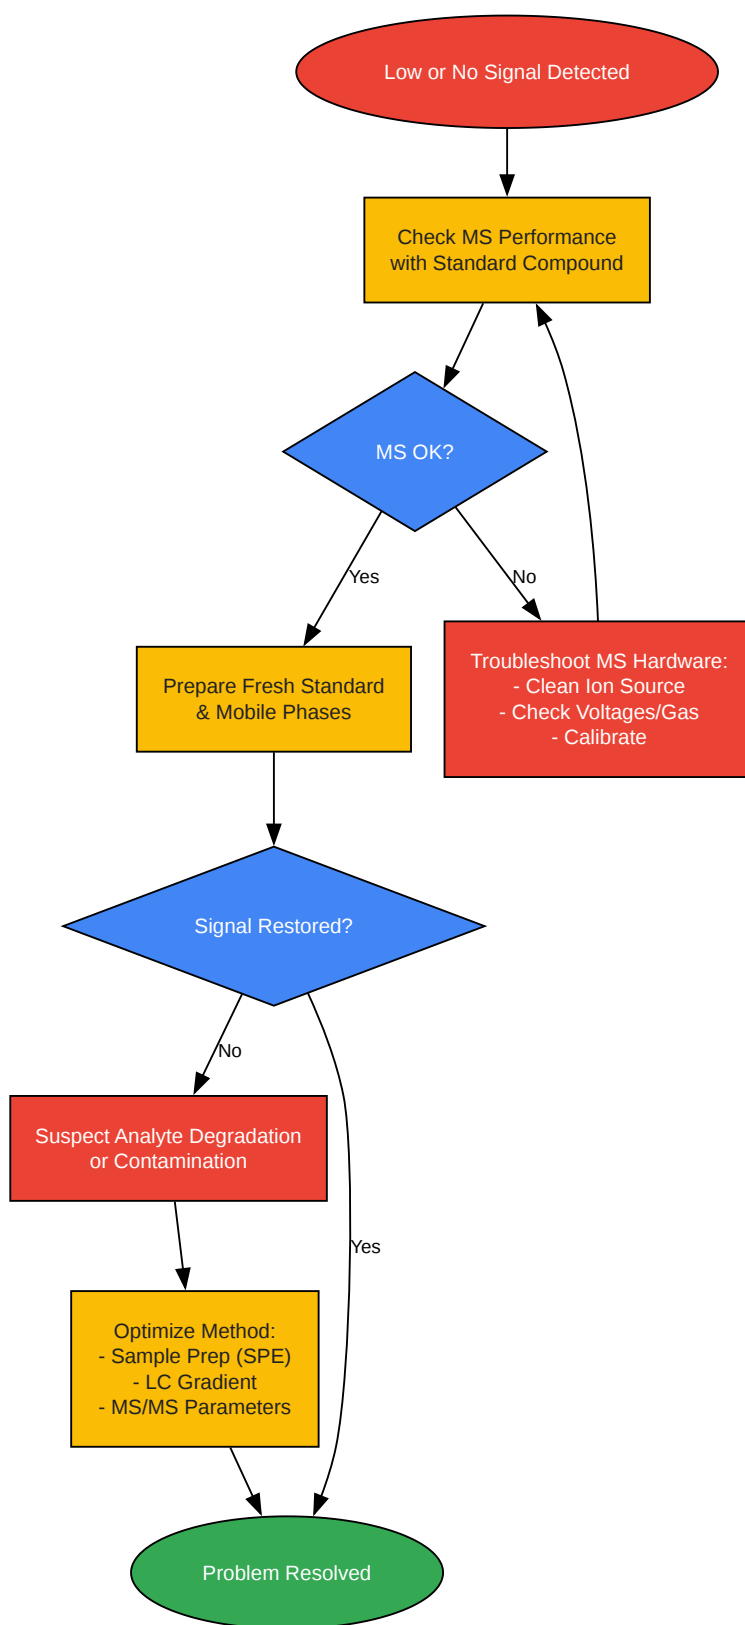 Low or No Signal Detected
Check MS Performance
with Standard Compound
MS OK?
Yes
No
Prepare Fresh Standard
& Mobile Phases
Troubleshoot MS Hardware:
- Clean Ion Source
- Check Voltages/Gas
- Calibrate
Signal Restored?
No
Suspect Analyte Degradation
or Contamination
Yes
Optimize Method:
- Sample Prep (SPE)
- LC Gradient
- MS/MS Parameters
Problem Resolved